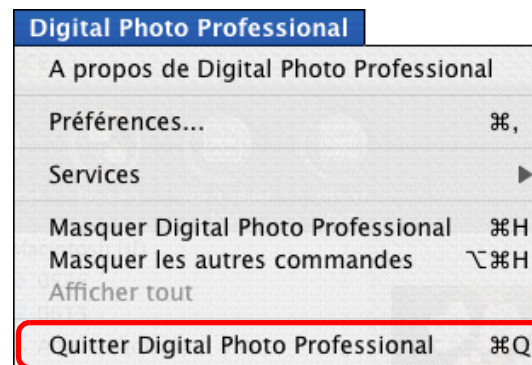 Digital Photo Professional
A propos de Digital Photo Professional
Préférences... ⌘,
Services
Masquer Digital Photo Professional ⌘H
Masquer les autres commandes ⌥⌘H
Afficher tout
Quitter Digital Photo Professional ⌘Q